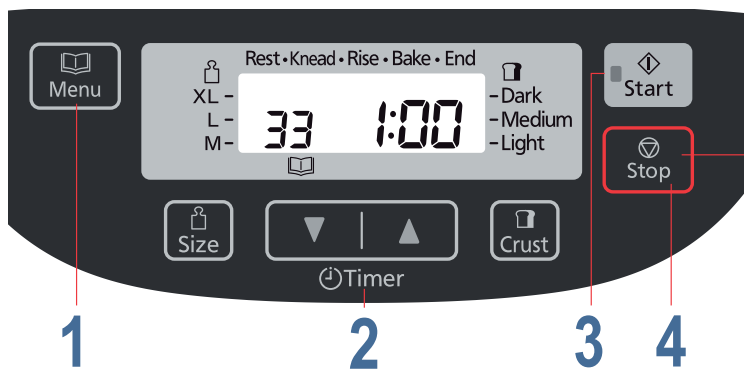 Menu
Rest • Knead • Rise • Bake • End
XL -
L -
M -
33 1:00
- Dark
- Medium
- Light
Start
Stop
Size
Crust
Timer
1
2
3
4